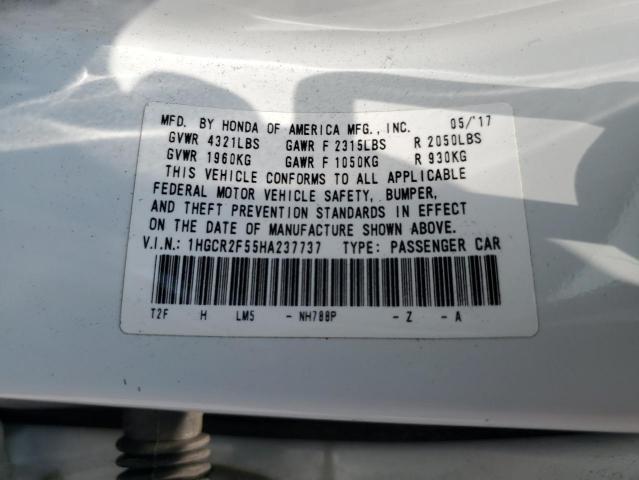 MFD. BY HONDA OF AMERICA MFG., INC. 05/'17
GVWR 4321LBS GAWR F 2315LBS R 2050LBS
GVWR 1960KG GAWR F 1050KG R 930KG
THIS VEHICLE CONFORMS TO ALL APPLICABLE
FEDERAL MOTOR VEHICLE SAFETY, BUMPER,
AND THEFT PREVENTION STANDARDS IN EFFECT
ON THE DATE OF MANUFACTURE SHOWN ABOVE.
V.I.N.: 1HGCR2F55HA237737 TYPE: PASSENGER CAR
T2F H LM5 - NH788P - Z - A